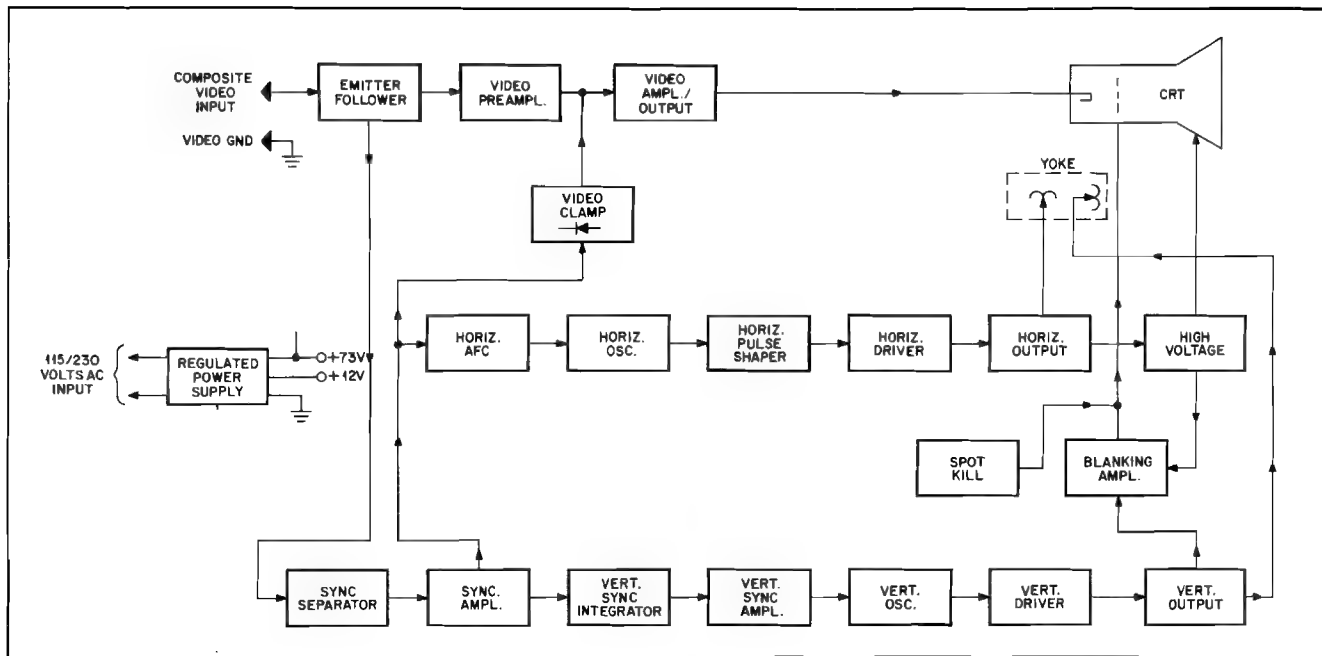 COMPOSITE
VIDEO
INPUT
EMITTER
FOLLOWER
VIDEO
PREAMPL.
VIDEO
AMPL./
OUTPUT
CRT
VIDEO GND
YOKE
VIDEO
CLAMP
115/230
VOLTS AC
INPUT
REGULATED
POWER
SUPPLY
+73V
+12V
HORIZ.
AFC
HORIZ.
OSC.
HORIZ.
PULSE
SHAPER
HORIZ.
DRIVER
HORIZ.
OUTPUT
HIGH
VOLTAGE
SPOT
KILL
BLANKING
AMPL.
SYNC
SEPARATOR
SYNC.
AMPL.
VERT.
SYNC
INTEGRATOR
VERT.
SYNC
AMPL.
VERT.
OSC.
VERT.
DRIVER
VERT.
OUTPUT